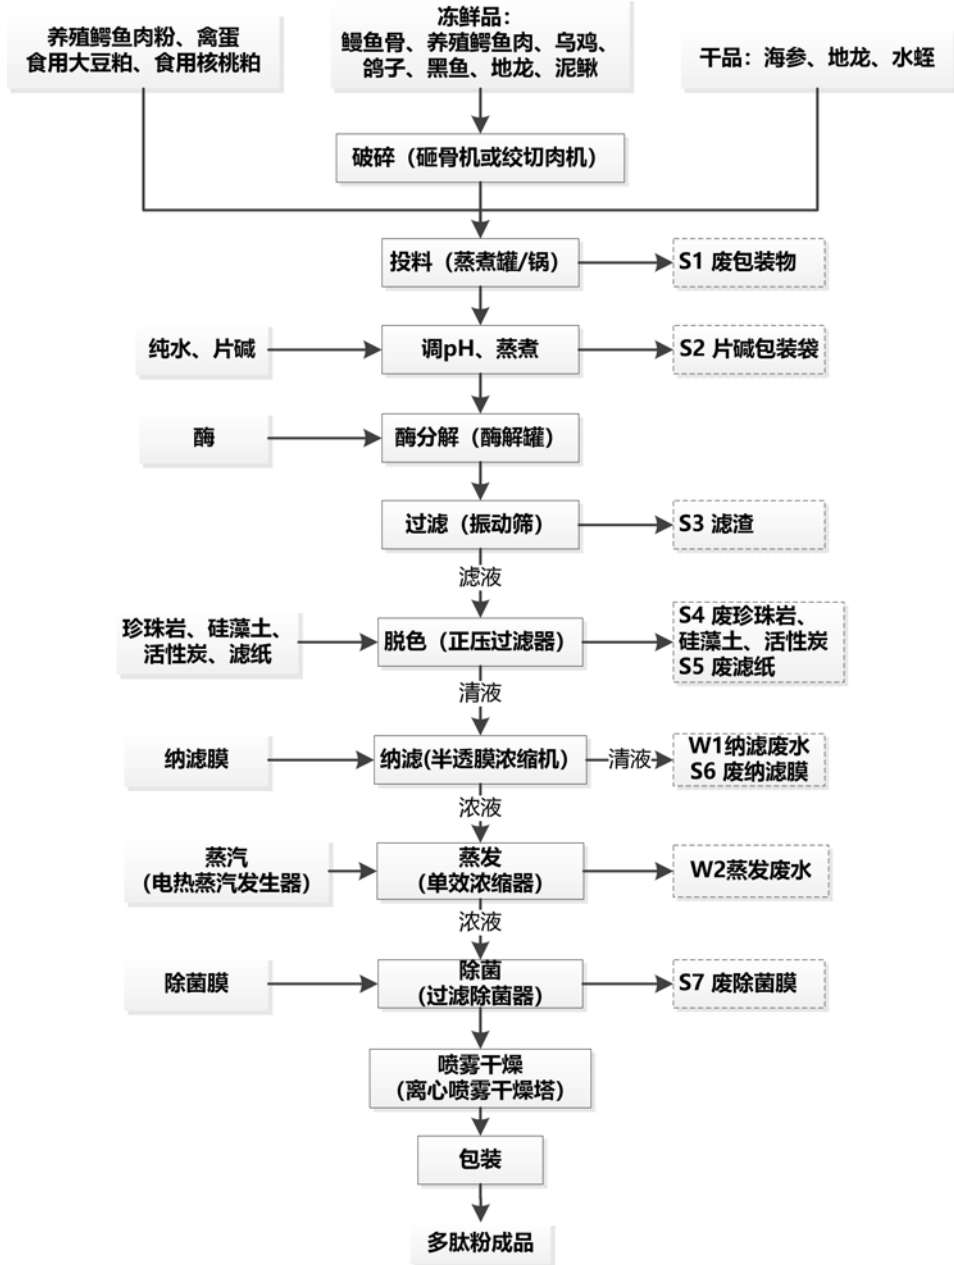 养殖鳄鱼肉粉、禽蛋
食用大豆粕、食用核桃粕
冻鲜品：
鳗鱼骨、养殖鳄鱼肉、乌鸡、
鸽子、黑鱼、地龙、泥鳅
干品：海参、地龙、水蛭
破碎（砸骨机或绞切肉机）
投料（蒸煮罐/锅）
S1 废包装物
纯水、片碱
调pH、蒸煮
S2 片碱包装袋
酶
酶分解（酶解罐）
过滤（振动筛）
S3 滤渣
滤液
珍珠岩、硅藻土、
活性炭、滤纸
脱色（正压过滤器）
S4 废珍珠岩、
硅藻土、活性炭
S5 废滤纸
清液
纳滤膜
纳滤(半透膜浓缩机）
清液
W1纳滤废水
S6 废纳滤膜
浓液
蒸汽
（电热蒸汽发生器）
蒸发
（单效浓缩器）
W2蒸发废水
浓液
除菌膜
除菌
（过滤除菌器）
S7 废除菌膜
喷雾干燥
（离心喷雾干燥塔）
包装
多肽粉成品